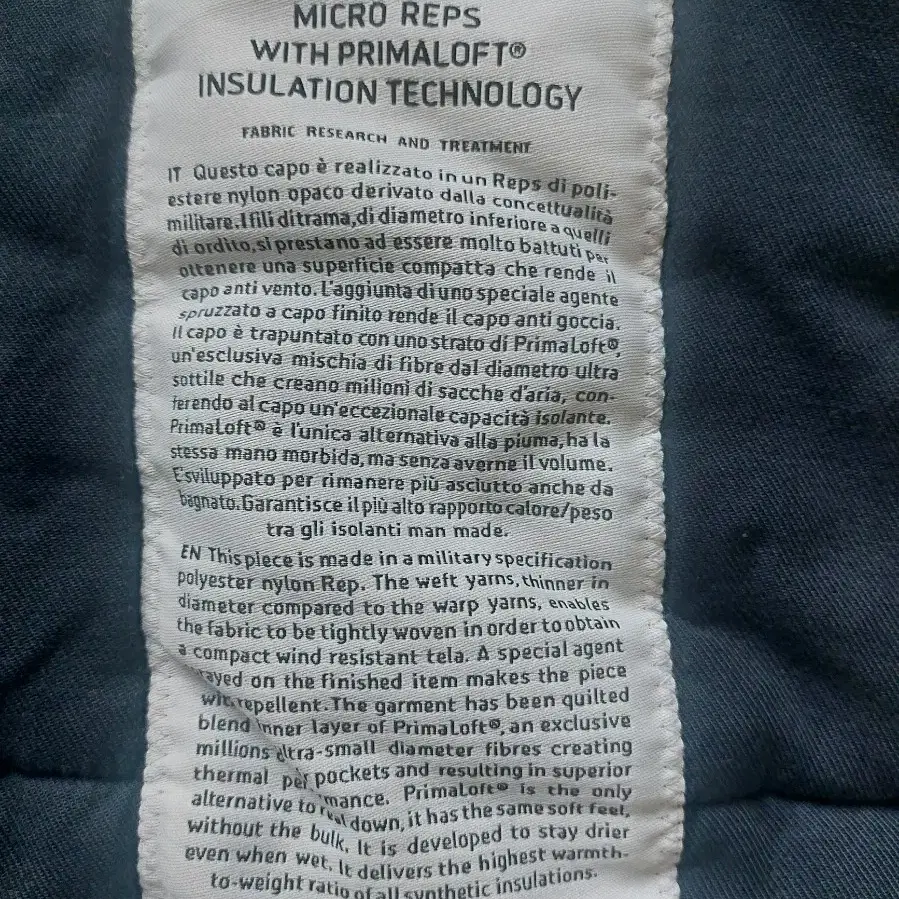 MICRO REPS
WITH PRIMALOFT®
INSULATION TECHNOLOGY
FABRIC RESEARCH AND TREATMENT
IT Questo capo è realizzato in un Reps di poli-
estere nylon opaco derivato dalla concettualità
militare. I fili di trama, di diametro inferiore a quelli
di ordito, si prestano ad essere molto battuti per
ottenere una superficie compatta che rende il
capo anti vento. L'aggiunta di uno speciale agente
spruzzato a capo finito rende il capo anti goccia.
Il capo è trapuntato con uno strato di PrimaLoft®,
un'esclusiva mischia di fibre dal diametro ultra
sottile che creano milioni di sacche d'aria, con-
ferendo al capo un'eccezionale capacità isolante.
PrimaLoft® è l'unica alternativa alla piuma, ha la
stessa mano morbida, ma senza averne il volume.
E' sviluppato per rimanere più asciutto anche da
bagnato. Garantisce il più alto rapporto calore/peso
tra gli isolanti man made.
EN This piece is made in a military specification
polyester nylon Rep. The weft yarns, thinner in
diameter compared to the warp yarns, enables
the fabric to be tightly woven in order to obtain
a compact wind resistant tela. A special agent
rayed on the finished item makes the piece
repellent. The garment has been quilted
blend inner layer of PrimaLoft®, an exclusive
millions ultra-small diameter fibres creating
thermal pockets and resulting in superior
mance. PrimaLoft® is the only
alternative to real down, it has the same soft feel,
without the bulk. It is developed to stay drier
even when wet. It delivers the highest warmth-
to-weight ratio of all synthetic insulations.